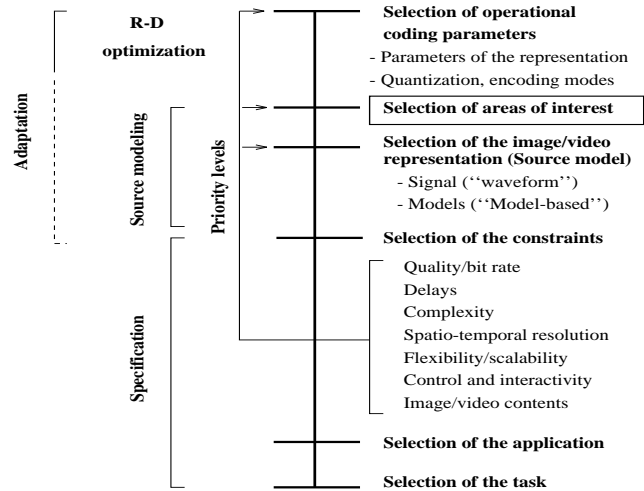 R-D
optimization
Selection of operational
coding parameters
- Parameters of the representation
- Quantization, encoding modes
Selection of areas of interest
Selection of the image/video
representation (Source model)
- Signal (‘‘waveform’’)
- Models (‘‘Model-based’’)
Selection of the constraints
Quality/bit rate
Delays
Complexity
Spatio-temporal resolution
Flexibility/scalability
Control and interactivity
Image/video contents
Selection of the application
Selection of the task
Adaptation
Source modeling
Priority levels
Specification